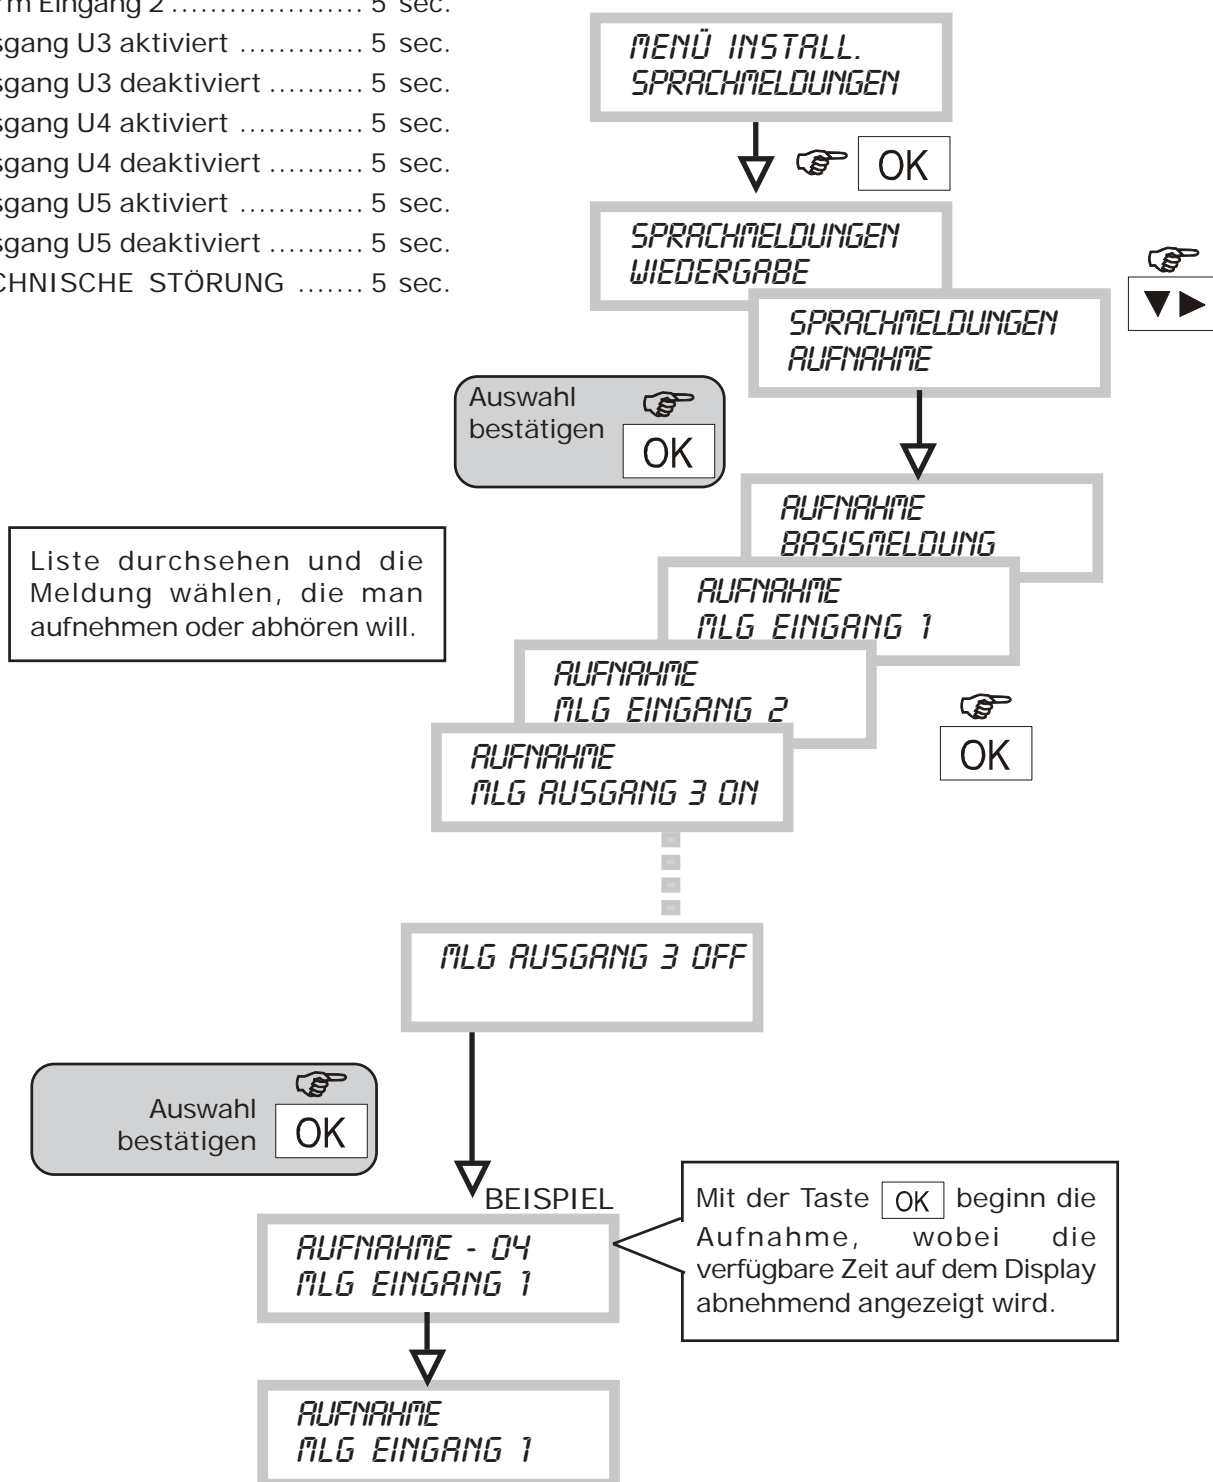 rm Eingang 2 .................... 5 sec.
sgang U3 aktiviert ............. 5 sec.
sgang U3 deaktiviert .......... 5 sec.
sgang U4 aktiviert ............. 5 sec.
sgang U4 deaktiviert .......... 5 sec.
sgang U5 aktiviert ............. 5 sec.
sgang U5 deaktiviert .......... 5 sec.
CHNISCHE STÖRUNG ....... 5 sec.
MENÜ INSTALL.
SPRACHMELDUNGEN
OK
SPRACHMELDUNGEN
WIEDERGABE
▼▶
SPRACHMELDUNGEN
AUFNAHME
Auswahl
bestätigen
OK
AUFNAHME
BASISMELDUNG
Liste durchsehen und die
Meldung wählen, die man
aufnehmen oder abhören will.
AUFNAHME
MLG EINGANG 1
AUFNAHME
MLG EINGANG 2
OK
AUFNAHME
MLG AUSGANG 3 ON
MLG AUSGANG 3 OFF
Auswahl
bestätigen
OK
BEISPIEL
AUFNAHME - 04
MLG EINGANG 1
Mit der Taste OK beginn die
Aufnahme, wobei die
verfügbare Zeit auf dem Display
abnehmend angezeigt wird.
AUFNAHME
MLG EINGANG 1